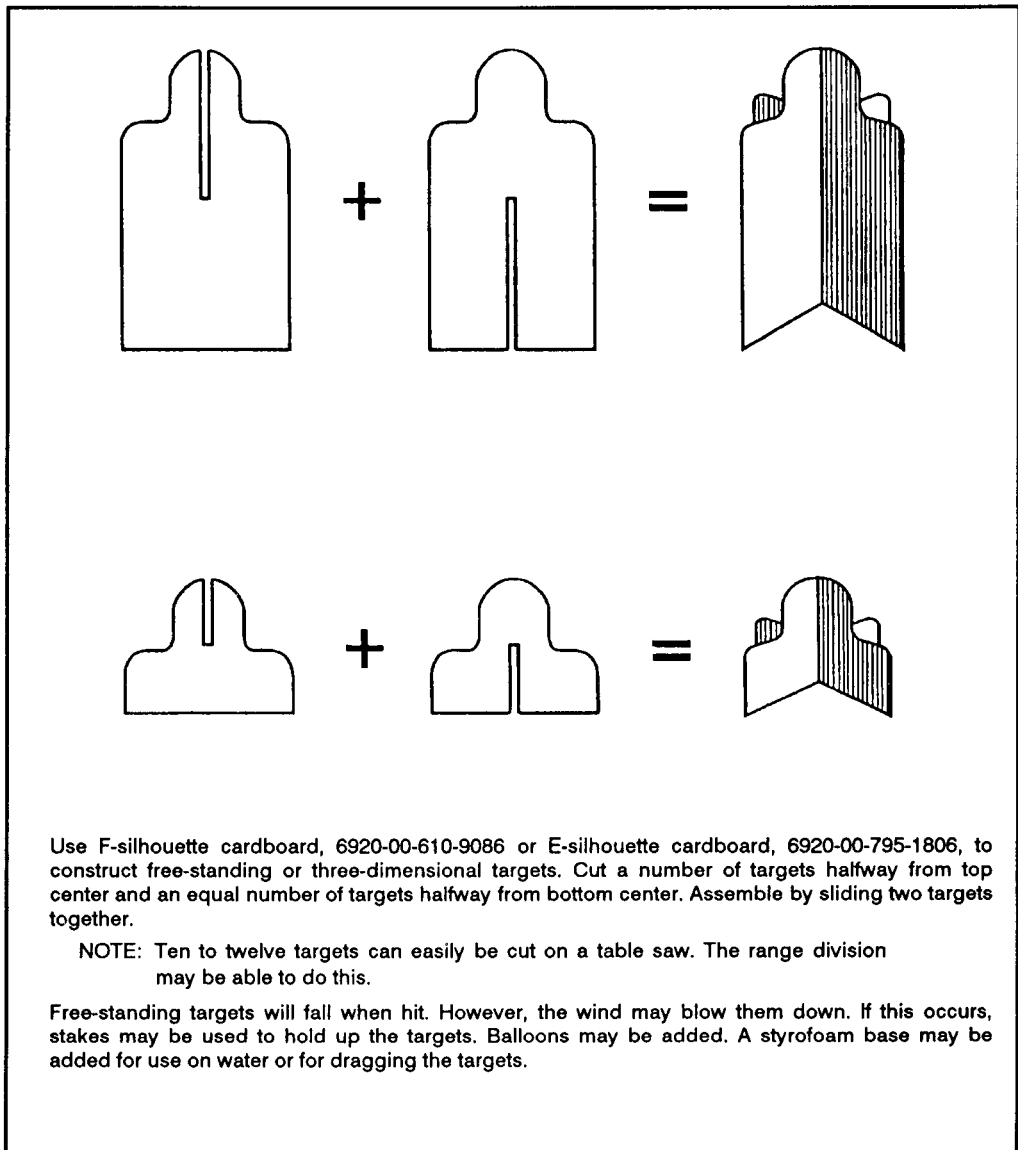 + =
+ =
Use F-silhouette cardboard, 6920-00-610-9086 or E-silhouette cardboard, 6920-00-795-1806, to
construct free-standing or three-dimensional targets. Cut a number of targets halfway from top
center and an equal number of targets halfway from bottom center. Assemble by sliding two targets
together.
NOTE: Ten to twelve targets can easily be cut on a table saw. The range division
may be able to do this.
Free-standing targets will fall when hit. However, the wind may blow them down. If this occurs,
stakes may be used to hold up the targets. Balloons may be added. A styrofoam base may be
added for use on water or for dragging the targets.